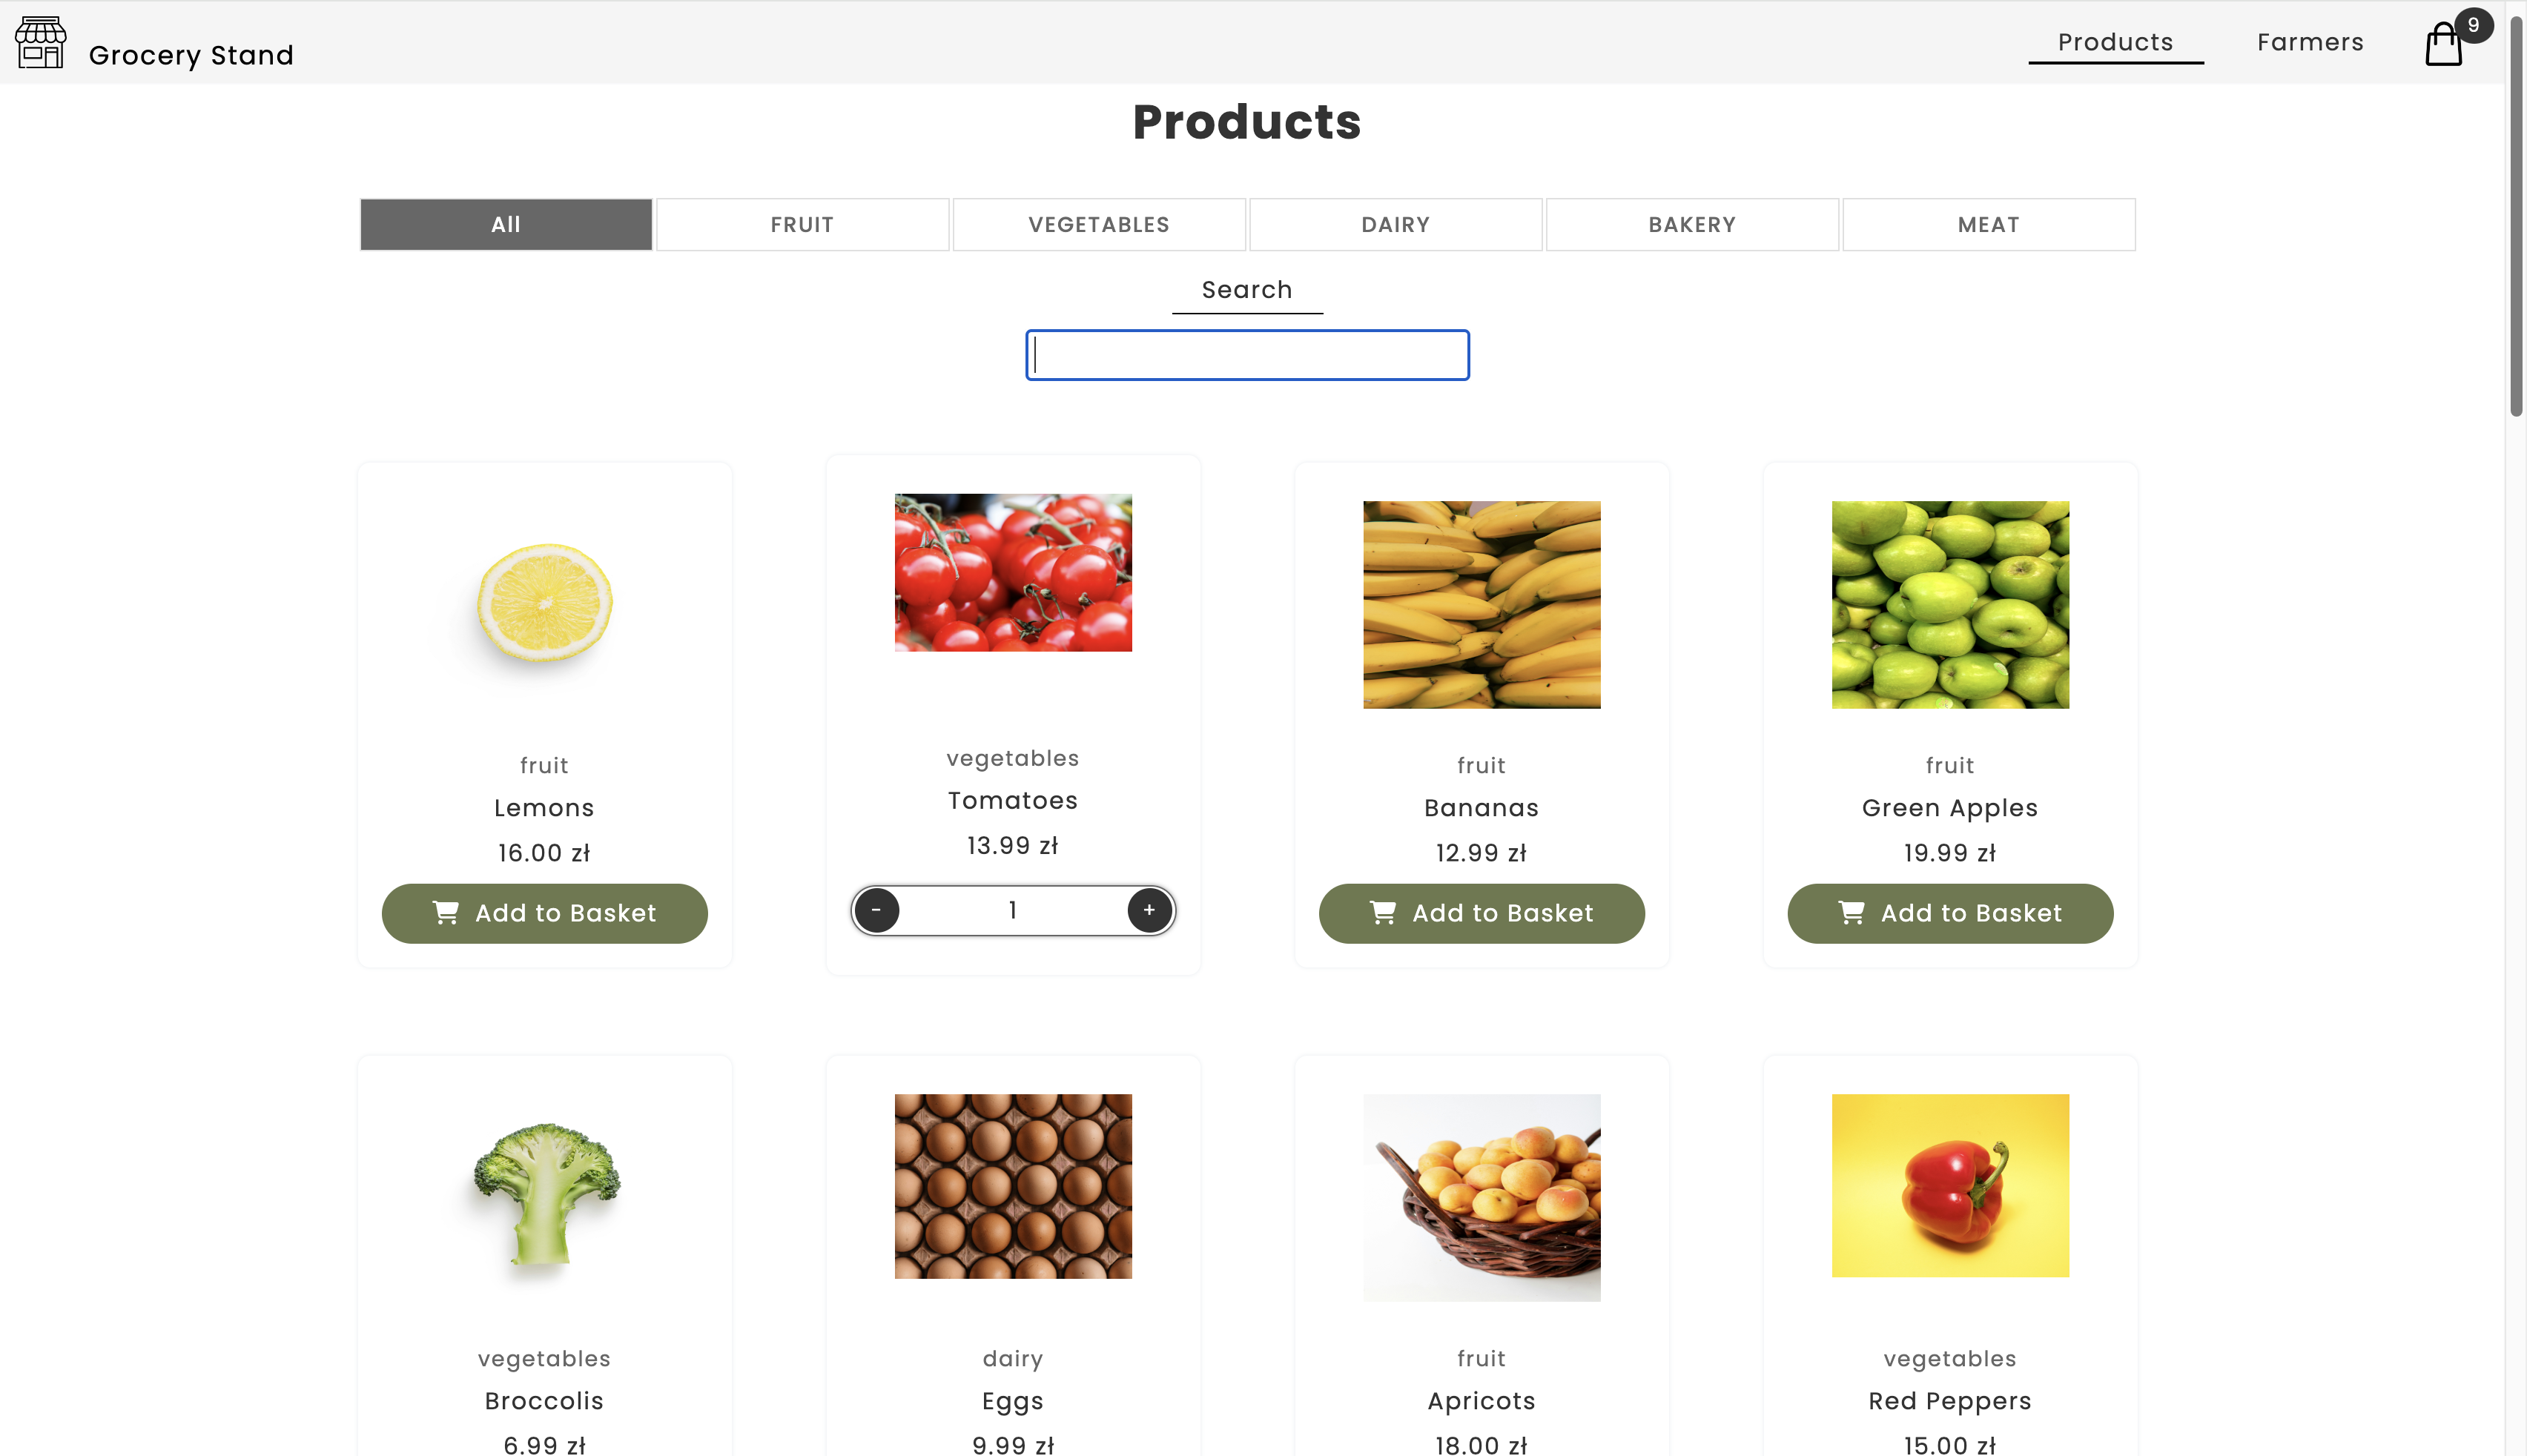 Grocery Stand
Products
Farmers
9
Products
All
FRUIT
VEGETABLES
DAIRY
BAKERY
MEAT
Search
fruit
Lemons
16.00 zł
Add to Basket
vegetables
Tomatoes
13.99 zł
- 1 +
fruit
Bananas
12.99 zł
Add to Basket
fruit
Green Apples
19.99 zł
Add to Basket
vegetables
Broccolis
6.99 zł
dairy
Eggs
9.99 zł
fruit
Apricots
18.00 zł
vegetables
Red Peppers
15.00 zł